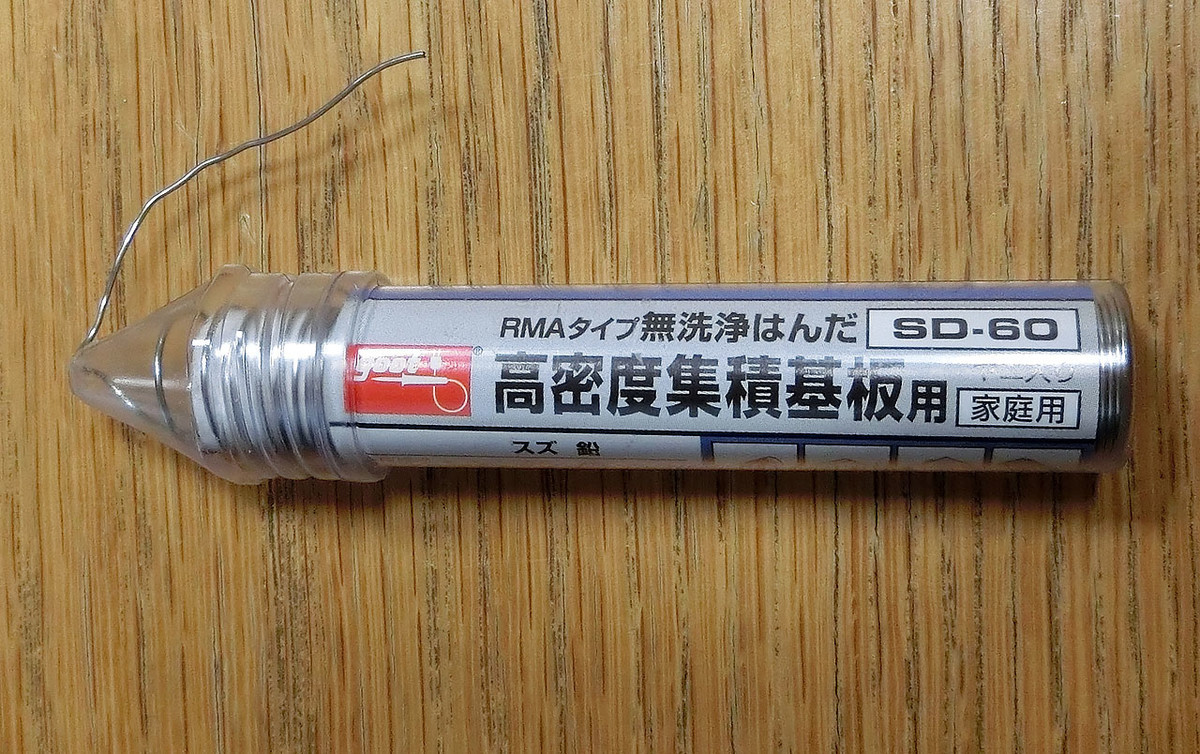 RMAタイプ無洗浄はんだ SD-60
goot
高密度集積基板用 家庭用
スズ 鉛